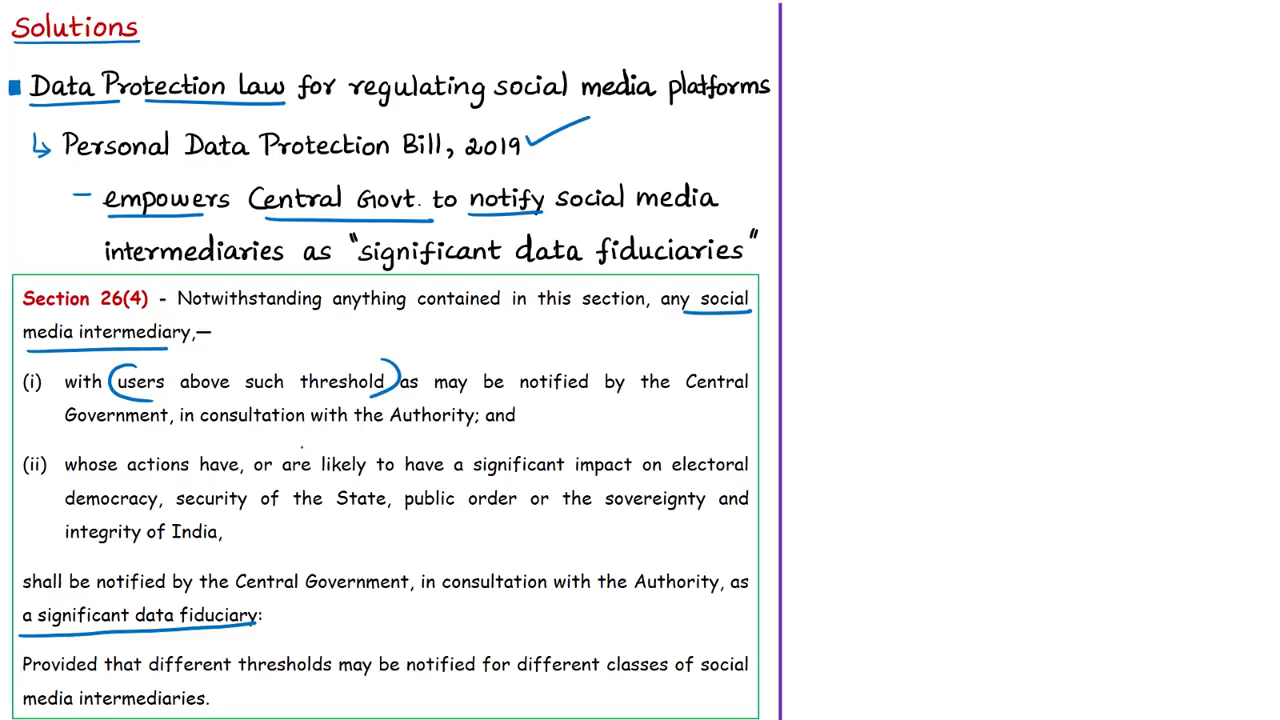 Solutions
Data Protection Law for regulating social media platforms
Personal Data Protection Bill, 2019
- empowers Central Govt. to notify social media
intermediaries as "significant data fiduciaries"
Section 26(4) - Notwithstanding anything contained in this section, any social
media intermediary,—
(i) with users above such threshold as may be notified by the Central
Government, in consultation with the Authority; and
(ii) whose actions have, or are likely to have a significant impact on electoral
democracy, security of the State, public order or the sovereignty and
integrity of India,
shall be notified by the Central Government, in consultation with the Authority, as
a significant data fiduciary:
Provided that different thresholds may be notified for different classes of social
media intermediaries.